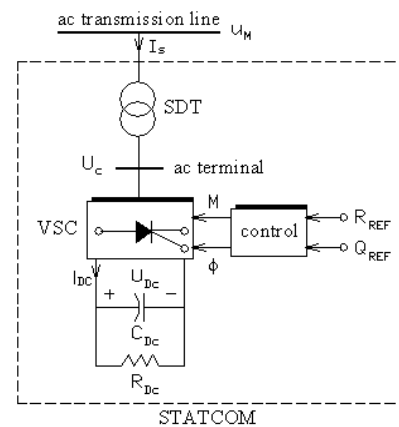 ac transmission line
u_M
I_s
SDT
U_c
ac terminal
M
VSC
control
R_REF
Q_REF
ϕ
I_DC
U_Dc
+
−
C_Dc
R_Dc
STATCOM